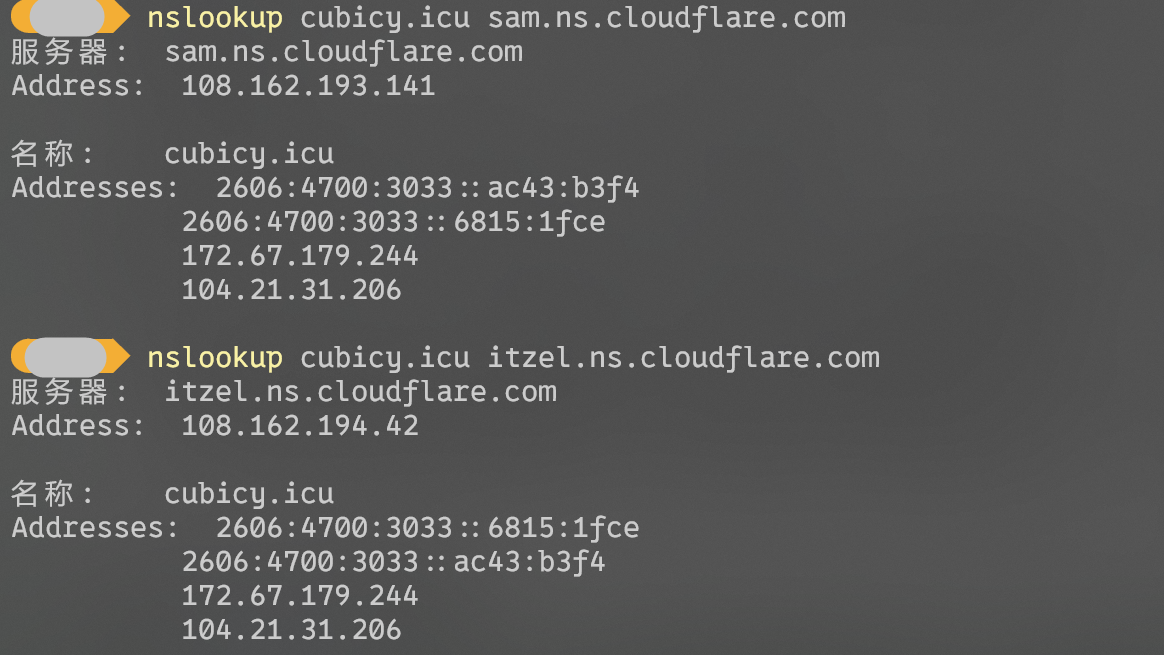 nslookup cubicy.icu sam.ns.cloudflare.com
服务器:  sam.ns.cloudflare.com
Address:  108.162.193.141
名称:    cubicy.icu
Addresses:  2606:4700:3033::ac43:b3f4
2606:4700:3033::6815:1fce
172.67.179.244
104.21.31.206
nslookup cubicy.icu itzel.ns.cloudflare.com
服务器:  itzel.ns.cloudflare.com
Address:  108.162.194.42
名称:    cubicy.icu
Addresses:  2606:4700:3033::6815:1fce
2606:4700:3033::ac43:b3f4
172.67.179.244
104.21.31.206